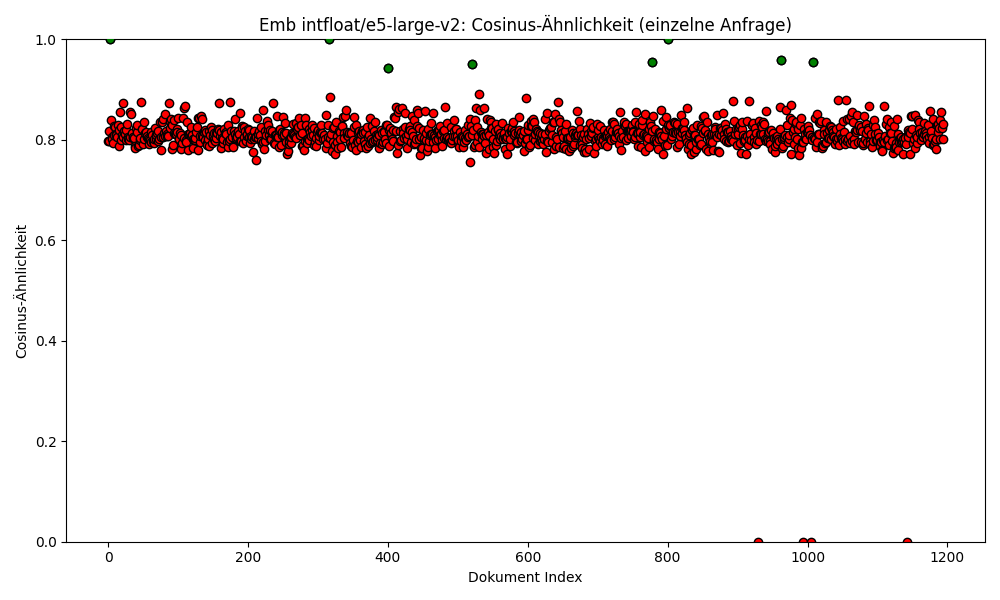 Emb intfloat/e5-large-v2: Cosinus-Ähnlichkeit (einzelne Anfrage)
1.0
0.8
0.6
0.4
0.2
0.0
Cosinus-Ähnlichkeit
0 200 400 600 800 1000 1200
Dokument Index